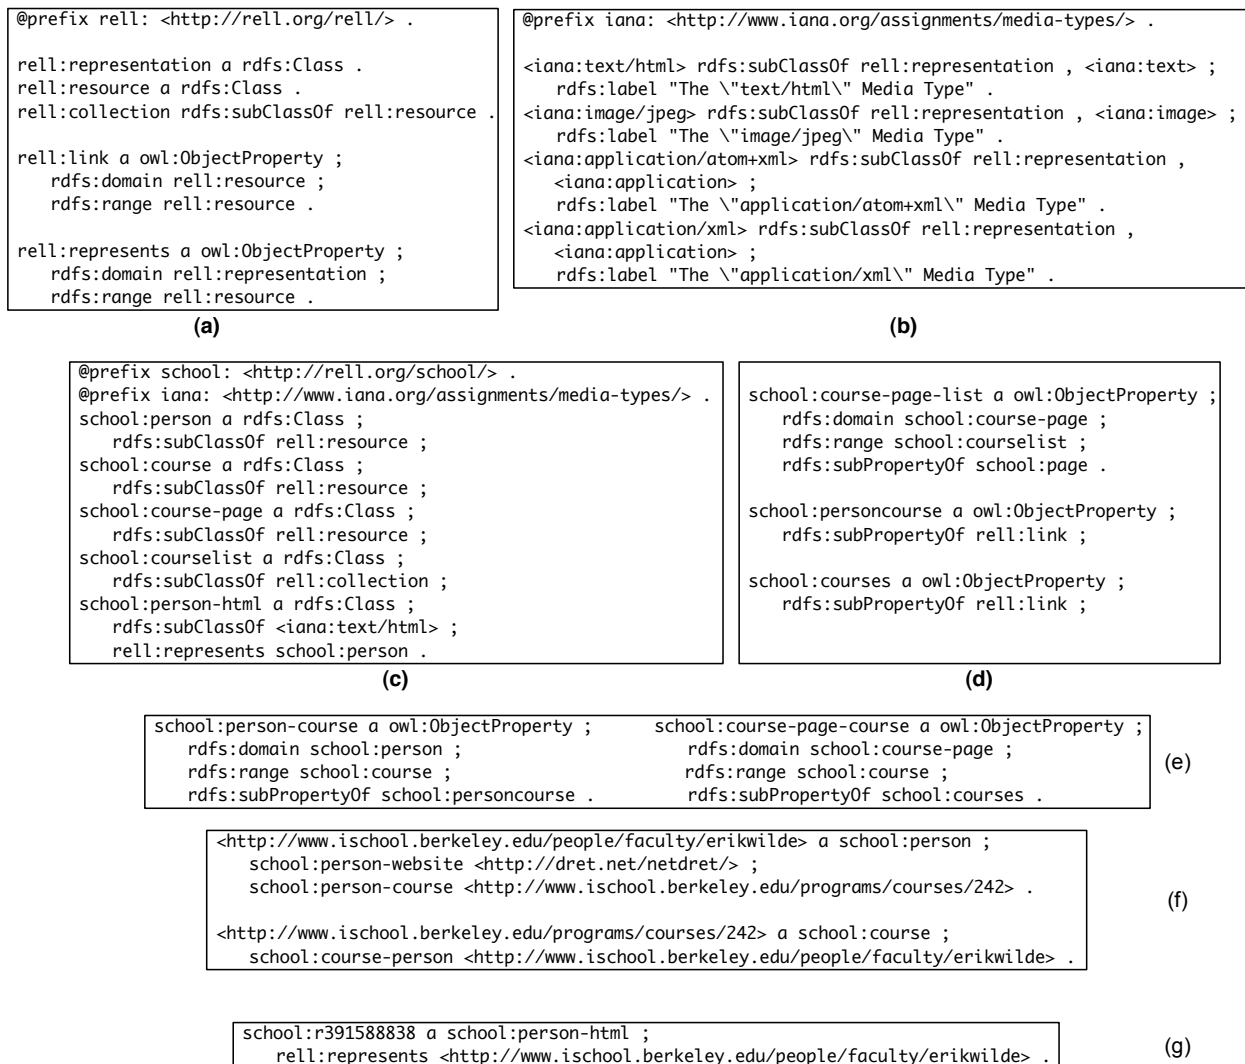 @prefix rell: <http://rell.org/rell/> .
rell:representation a rdfs:Class .
rell:resource a rdfs:Class .
rell:collection rdfs:subClassOf rell:resource .
rell:link a owl:ObjectProperty ;
rdfs:domain rell:resource ;
rdfs:range rell:resource .
rell:represents a owl:ObjectProperty ;
rdfs:domain rell:representation ;
rdfs:range rell:resource .
(a)
@prefix iana: <http://www.iana.org/assignments/media-types/> .
<iana:text/html> rdfs:subClassOf rell:representation , <iana:text> ;
rdfs:label "The \"text/html\" Media Type" .
<iana:image/jpeg> rdfs:subClassOf rell:representation , <iana:image> ;
rdfs:label "The \"image/jpeg\" Media Type" .
<iana:application/atom+xml> rdfs:subClassOf rell:representation ,
<iana:application> ;
rdfs:label "The \"application/atom+xml\" Media Type" .
<iana:application/xml> rdfs:subClassOf rell:representation ,
<iana:application> ;
rdfs:label "The \"application/xml\" Media Type" .
(b)
@prefix school: <http://rell.org/school/> .
@prefix iana: <http://www.iana.org/assignments/media-types/> .
school:person a rdfs:Class ;
rdfs:subClassOf rell:resource ;
school:course a rdfs:Class ;
rdfs:subClassOf rell:resource ;
school:course-page a rdfs:Class ;
rdfs:subClassOf rell:resource ;
school:courselist a rdfs:Class ;
rdfs:subClassOf rell:collection ;
school:person-html a rdfs:Class ;
rdfs:subClassOf <iana:text/html> ;
rell:represents school:person .
(c)
school:course-page-list a owl:ObjectProperty ;
rdfs:domain school:course-page ;
rdfs:range school:courselist ;
rdfs:subPropertyOf school:page .
school:personcourse a owl:ObjectProperty ;
rdfs:subPropertyOf rell:link ;
school:courses a owl:ObjectProperty ;
rdfs:subPropertyOf rell:link ;
(d)
school:person-course a owl:ObjectProperty ;
rdfs:domain school:person ;
rdfs:range school:course ;
rdfs:subPropertyOf school:personcourse .
school:course-page-course a owl:ObjectProperty ;
rdfs:domain school:course-page ;
rdfs:range school:course ;
rdfs:subPropertyOf school:courses .
(e)
<http://www.ischool.berkeley.edu/people/faculty/erikwilde> a school:person ;
school:person-website <http://dret.net/netdret/> ;
school:person-course <http://www.ischool.berkeley.edu/programs/courses/242> .
<http://www.ischool.berkeley.edu/programs/courses/242> a school:course ;
school:course-person <http://www.ischool.berkeley.edu/people/faculty/erikwilde> .
(f)
school:r391588838 a school:person-html ;
rell:represents <http://www.ischool.berkeley.edu/people/faculty/erikwilde> .
(g)